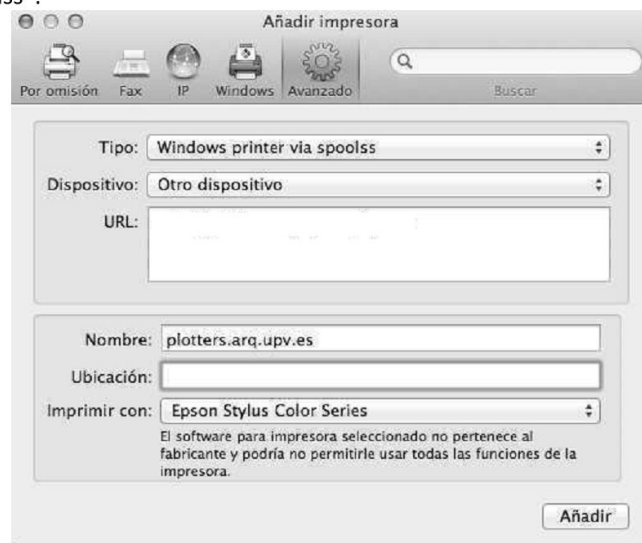 Añadir impresora
Por omisión Fax IP Windows Avanzado Buscar
Tipo: Windows printer via spoolss
Dispositivo: Otro dispositivo
URL:
Nombre: plotters.arq.upv.es
Ubicación:
Imprimir con: Epson Stylus Color Series
El software para impresora seleccionado no pertenece al
fabricante y podría no permitirle usar todas las funciones de la
impresora.
Añadir